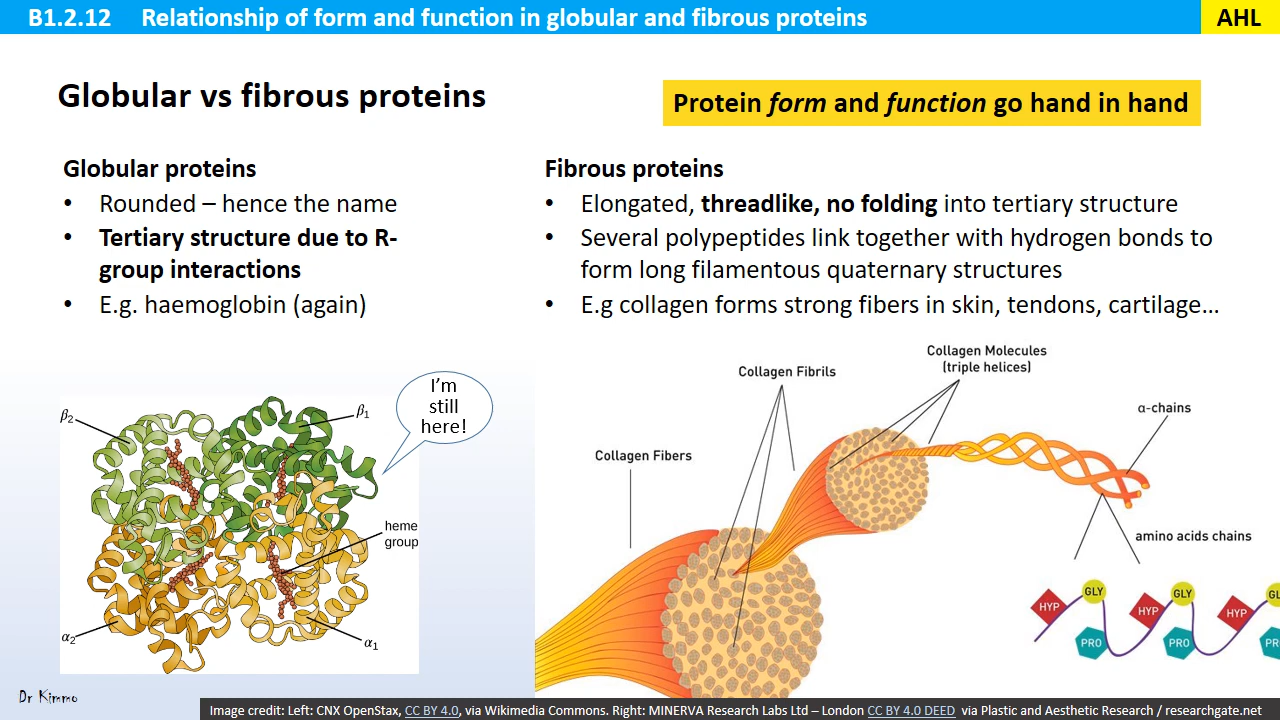 B1.2.12 Relationship of form and function in globular and fibrous proteins
AHL
Globular vs fibrous proteins
Protein form and function go hand in hand
Globular proteins
• Rounded – hence the name
• Tertiary structure due to R-
group interactions
• E.g. haemoglobin (again)
Fibrous proteins
• Elongated, threadlike, no folding into tertiary structure
• Several polypeptides link together with hydrogen bonds to
form long filamentous quaternary structures
• E.g collagen forms strong fibers in skin, tendons, cartilage…
I'm
still
here!
β₂
β₁
heme
group
α₂
α₁
Collagen Molecules
(triple helices)
Collagen Fibrils
α-chains
Collagen Fibers
amino acids chains
HYP
GLY
PRO
HYP
GLY
PRO
HYP
GL
PR
Dr Kimmo
Image credit: Left: CNX OpenStax, CC BY 4.0, via Wikimedia Commons. Right: MINERVA Research Labs Ltd – London CC BY 4.0 DEED via Plastic and Aesthetic Research / researchgate.net